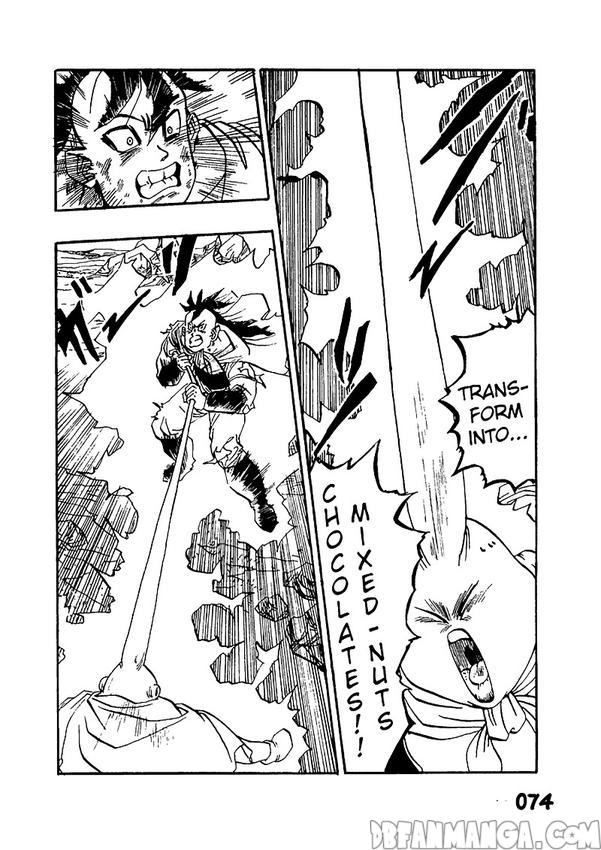 TRANS-
FORM
INTO...
MIXED-NUTS
CHOCOLATES!!
074
DBFANMANGA.COM